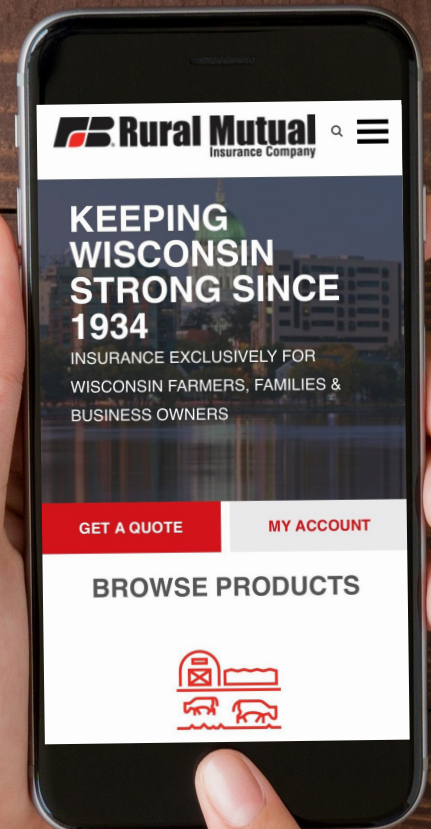 FB. Rural Mutual
Insurance Company
KEEPING
WISCONSIN
STRONG SINCE
1934
INSURANCE EXCLUSIVELY FOR
WISCONSIN FARMERS, FAMILIES &
BUSINESS OWNERS
GET A QUOTE
MY ACCOUNT
BROWSE PRODUCTS